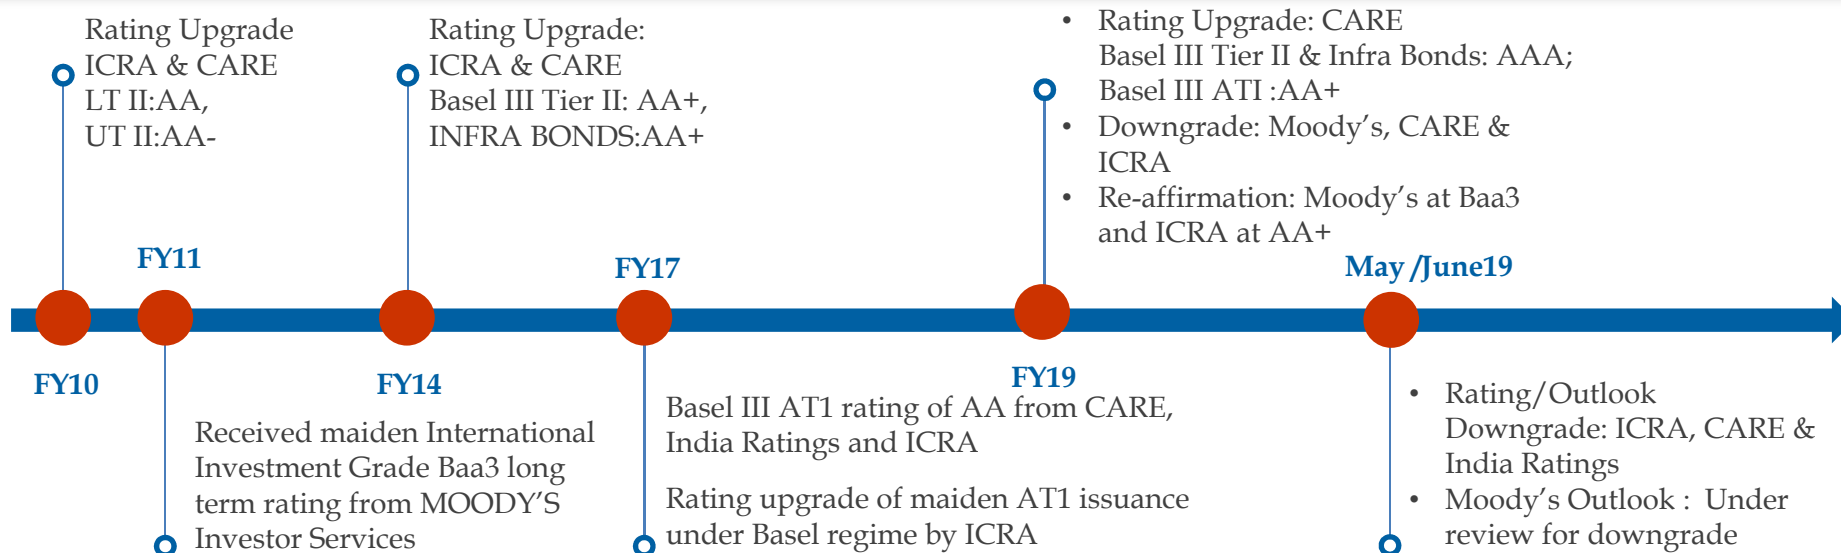 Rating Upgrade
ICRA & CARE
LT II:AA,
UT II:AA-
Rating Upgrade:
ICRA & CARE
Basel III Tier II: AA+,
INFRA BONDS:AA+
• Rating Upgrade: CARE
Basel III Tier II & Infra Bonds: AAA;
Basel III ATI :AA+
• Downgrade: Moody’s, CARE &
ICRA
• Re-affirmation: Moody’s at Baa3
and ICRA at AA+
FY11
FY17
May /June19
FY10
FY14
FY19
Received maiden International
Investment Grade Baa3 long
term rating from MOODY’S
Investor Services
Basel III AT1 rating of AA from CARE,
India Ratings and ICRA
Rating upgrade of maiden AT1 issuance
under Basel regime by ICRA
• Rating/Outlook
Downgrade: ICRA, CARE &
India Ratings
• Moody’s Outlook : Under
review for downgrade